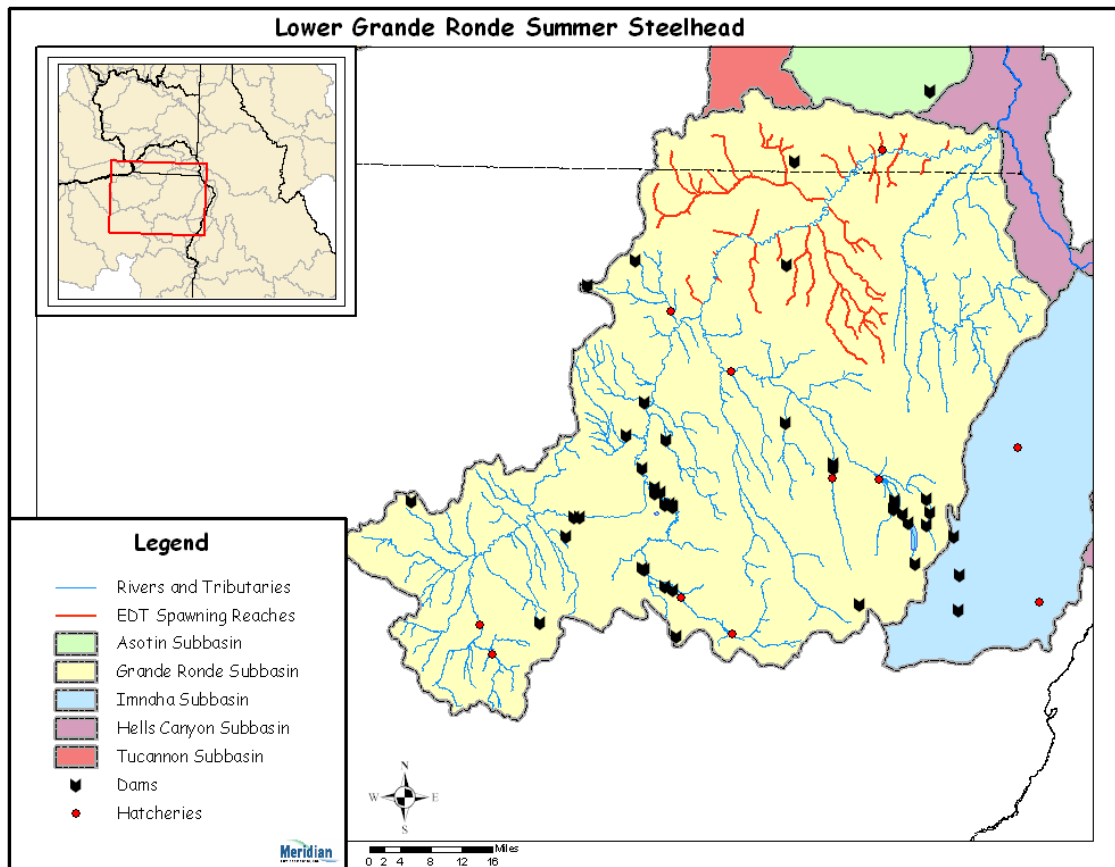 Lower Grande Ronde Summer Steelhead
Legend
Rivers and Tributaries
EDT Spawning Reaches
Asotin Subbasin
Grande Ronde Subbasin
Imnaha Subbasin
Hells Canyon Subbasin
Tucannon Subbasin
Dams
Hatcheries
Meridian
N
W E
S
Miles
0 2 4 8 12 16